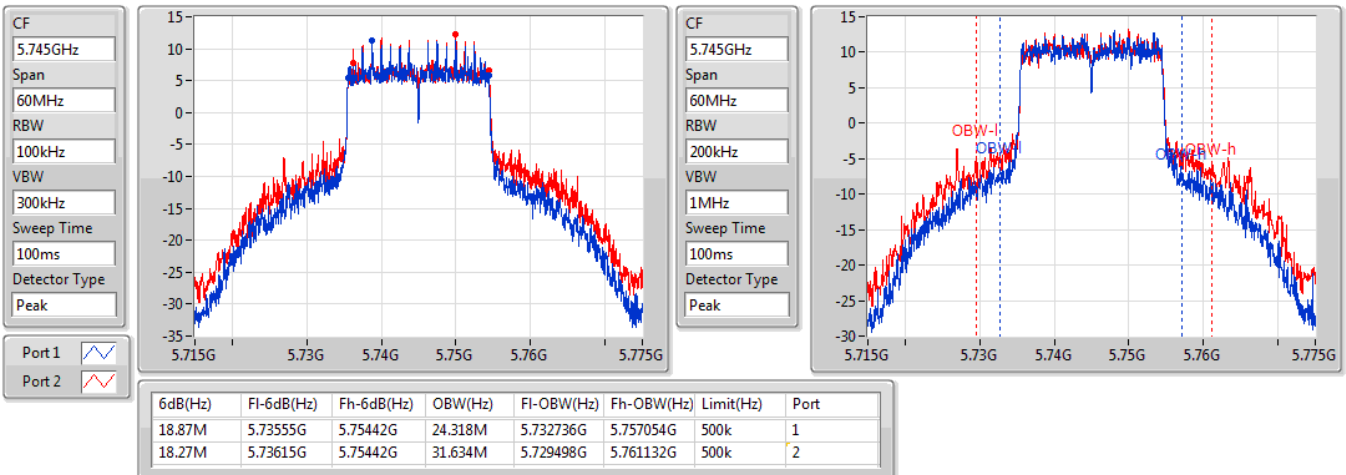 CF
5.745GHz
Span
60MHz
RBW
100kHz
VBW
300kHz
Sweep Time
100ms
Detector Type
Peak
Port 1
Port 2
15
10
5
0
-5
-10
-15
-20
-25
-30
-35
5.715G 5.73G 5.74G 5.75G 5.76G 5.775G
CF
5.745GHz
Span
60MHz
RBW
200kHz
VBW
1MHz
Sweep Time
100ms
Detector Type
Peak
15
10
5
0
-5
-10
-15
-20
-25
-30
OBW-l
OBW-h
5.715G 5.73G 5.74G 5.75G 5.76G 5.775G
6dB(Hz) Fl-6dB(Hz) Fh-6dB(Hz) OBW(Hz) Fl-OBW(Hz) Fh-OBW(Hz) Limit(Hz) Port
18.87M 5.73555G 5.75442G 24.318M 5.732736G 5.757054G 500k 1
18.27M 5.73615G 5.75442G 31.634M 5.729498G 5.761132G 500k 2